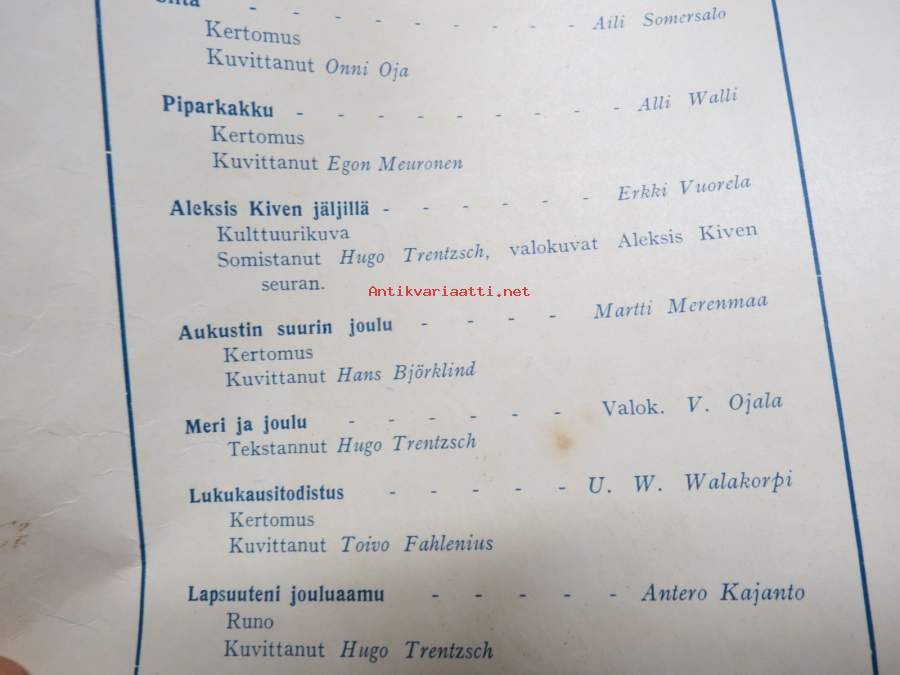 - - - - - - - - - Aili Somersalo
Kertomus
Kuvittanut Onni Oja
Piparkakku - - - - - - - - - Alli Walli
Kertomus
Kuvittanut Egon Meuronen
Aleksis Kiven jäljillä - - - - - - Erkki Vuorela
Kulttuurikuva
Somistanut Hugo Trentzsch, valokuvat Aleksis Kiven
seuran.
Antikvariaatti.net
Aukustin suurin joulu - - - - Martti Merenmaa
Kertomus
Kuvittanut Hans Björklind
Meri ja joulu - - - - - - Valok. V. Ojala
Tekstannut Hugo Trentzsch
Lukukausitodistus - - - - - U. W. Walakorpi
Kertomus
Kuvittanut Toivo Fahlenius
Lapsuuteni jouluaamu - - - - - Antero Kajanto
Runo
Kuvittanut Hugo Trentzsch